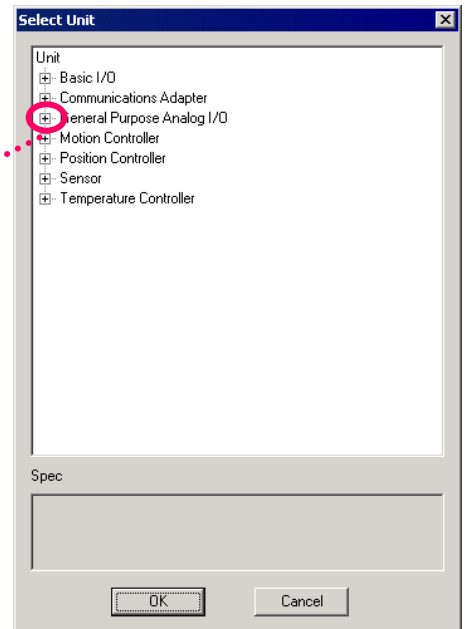 Select Unit
Unit
Basic I/O
Communications Adapter
General Purpose Analog I/O
Motion Controller
Position Controller
Sensor
Temperature Controller
Spec
OK Cancel